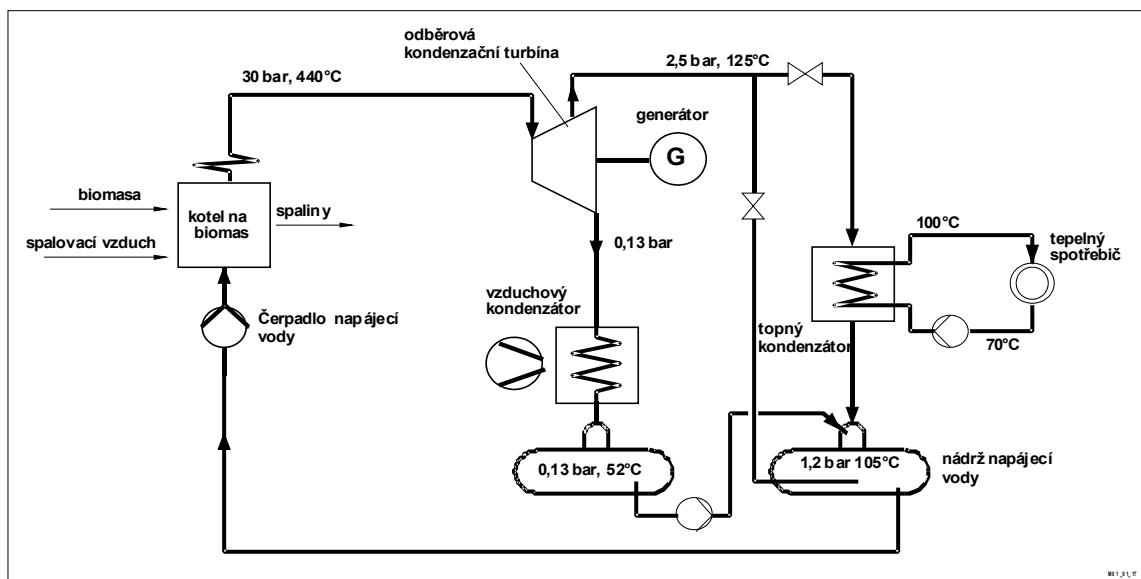 odběrová
kondenzační turbína
30 bar, 440°C
2,5 bar, 125°C
generátor
G
biomasa
kotel na
biomas
spaliny
spalovací vzduch
0,13 bar
100°C
tepelný
spotřebič
vzduchový
kondenzátor
Čerpadlo napájecí
vody
topný
kondenzátor
70°C
0,13 bar, 52°C
1,2 bar 105°C
nádrž napájecí
vody
M01_01_17